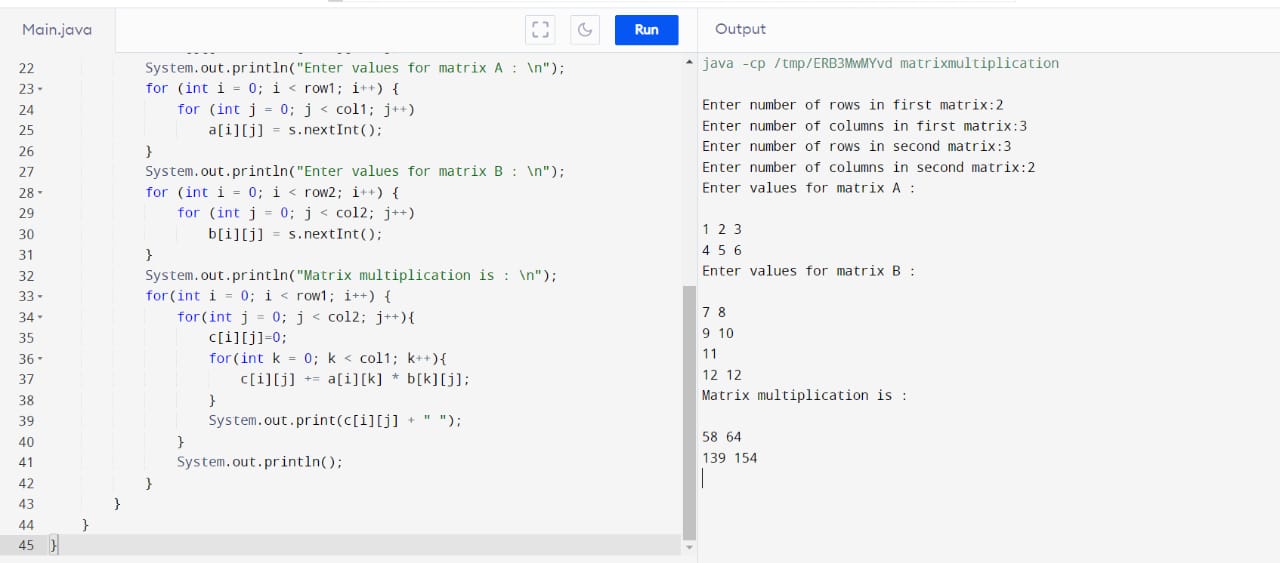 Main.java
Run
Output
22 System.out.println("Enter values for matrix A : \n");
23 for (int i = 0; i < row1; i++) {
24 for (int j = 0; j < col1; j++)
25 a[i][j] = s.nextInt();
26 }
27 System.out.println("Enter values for matrix B : \n");
28 for (int i = 0; i < row2; i++) {
29 for (int j = 0; j < col2; j++)
30 b[i][j] = s.nextInt();
31 }
32 System.out.println("Matrix multiplication is : \n");
33 for(int i = 0; i < row1; i++) {
34 for(int j = 0; j < col2; j++){
35 c[i][j]=0;
36 for(int k = 0; k < col1; k++){
37 c[i][j] += a[i][k] * b[k][j];
38 }
39 System.out.print(c[i][j] + " ");
40 }
41 System.out.println();
42 }
43 }
44 }
45 }
java -cp /tmp/ERB3MwMYvd matrixmultiplication
Enter number of rows in first matrix:2
Enter number of columns in first matrix:3
Enter number of rows in second matrix:3
Enter number of columns in second matrix:2
Enter values for matrix A :
1 2 3
4 5 6
Enter values for matrix B :
7 8
9 10
11
12 12
Matrix multiplication is :
58 64
139 154